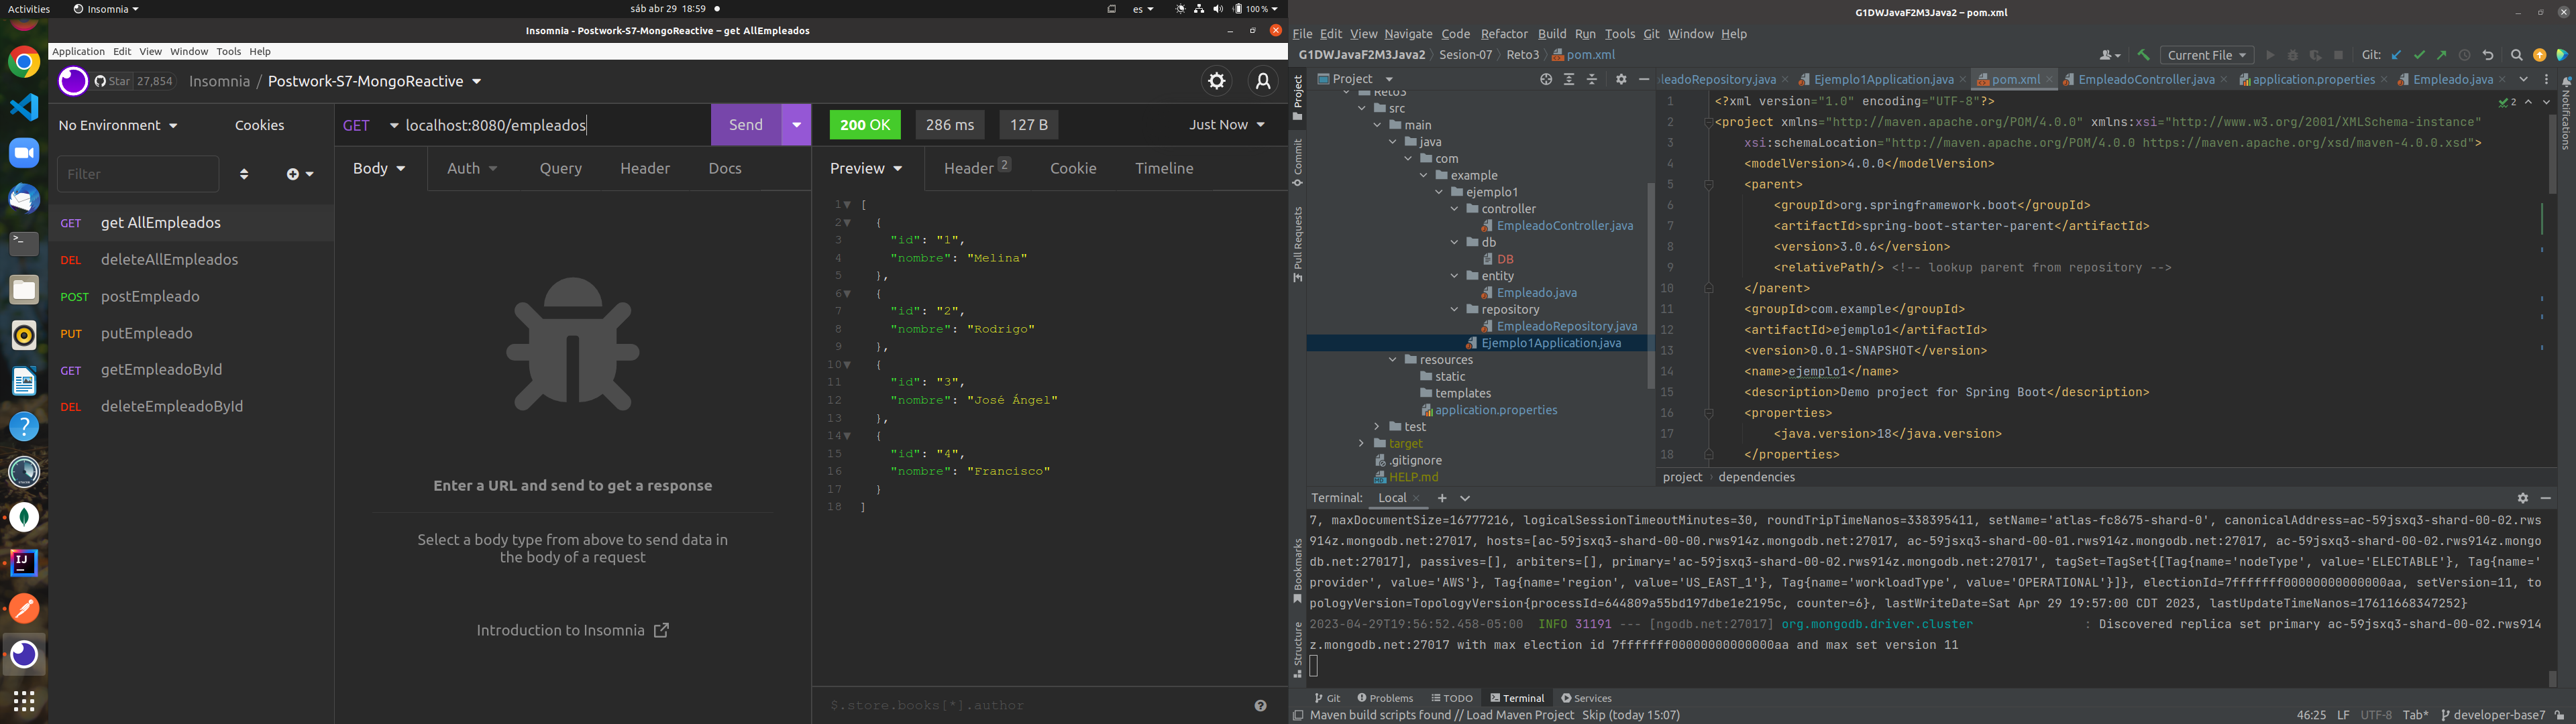 Activities
Insomnia
sáb abr 29 18:59
es
100 %
Insomnia - Postwork-S7-MongoReactive – get AllEmpleados
Application Edit View Window Tools Help
Star 27,854
Insomnia / Postwork-S7-MongoReactive
No Environment
Cookies
Filter
GET get AllEmpleados
DEL deleteAllEmpleados
POST postEmpleado
PUT putEmpleado
GET getEmpleadoById
DEL deleteEmpleadoById
GET localhost:8080/empleados
Send
Body Auth Query Header Docs
Enter a URL and send to get a response
Select a body type from above to send data in
the body of a request
Introduction to Insomnia
200 OK 286 ms 127 B Just Now
Preview Header 2 Cookie Timeline
1 [
2 {
3 "id": "1",
4 "nombre": "Melina"
5 },
6 {
7 "id": "2",
8 "nombre": "Rodrigo"
9 },
10 {
11 "id": "3",
12 "nombre": "José Ángel"
13 },
14 {
15 "id": "4",
16 "nombre": "Francisco"
17 }
18 ]
$.store.books[*].author
G1DWJavaF2M3Java2 – pom.xml
File Edit View Navigate Code Refactor Build Run Tools Git Window Help
G1DWJavaF2M3Java2 Sesion-07 Reto3 pom.xml
Current File
Git:
Project
Commit
Pull Requests
Bookmarks
Structure
Notifications
Project
Reto3
src
main
java
com
example
ejemplo1
controller
EmpleadoController.java
db
DB
entity
Empleado.java
repository
EmpleadoRepository.java
Ejemplo1Application.java
resources
static
templates
application.properties
test
target
.gitignore
HELP.md
leadoRepository.java Ejemplo1Application.java pom.xml EmpleadoController.java application.properties Empleado.java
2
1 <?xml version="1.0" encoding="UTF-8"?>
2 <project xmlns="http://maven.apache.org/POM/4.0.0" xmlns:xsi="http://www.w3.org/2001/XMLSchema-instance"
3 xsi:schemaLocation="http://maven.apache.org/POM/4.0.0 https://maven.apache.org/xsd/maven-4.0.0.xsd">
4 <modelVersion>4.0.0</modelVersion>
5 <parent>
6 <groupId>org.springframework.boot</groupId>
7 <artifactId>spring-boot-starter-parent</artifactId>
8 <version>3.0.6</version>
9 <relativePath/> <!-- lookup parent from repository -->
10 </parent>
11 <groupId>com.example</groupId>
12 <artifactId>ejemplo1</artifactId>
13 <version>0.0.1-SNAPSHOT</version>
14 <name>ejemplo1</name>
15 <description>Demo project for Spring Boot</description>
16 <properties>
17 <java.version>18</java.version>
18 </properties>
project dependencies
Terminal: Local
7, maxDocumentSize=16777216, logicalSessionTimeoutMinutes=30, roundTripTimeNanos=338395411, setName='atlas-fc8675-shard-0', canonicalAddress=ac-59jsxq3-shard-00-02.rws
914z.mongodb.net:27017, hosts=[ac-59jsxq3-shard-00-00.rws914z.mongodb.net:27017, ac-59jsxq3-shard-00-01.rws914z.mongodb.net:27017, ac-59jsxq3-shard-00-02.rws914z.mongo
db.net:27017], passives=[], arbiters=[], primary='ac-59jsxq3-shard-00-02.rws914z.mongodb.net:27017', tagSet=TagSet{[Tag{name='nodeType', value='ELECTABLE'}, Tag{name='
provider', value='AWS'}, Tag{name='region', value='US_EAST_1'}, Tag{name='workloadType', value='OPERATIONAL'}]}, electionId=7fffffff00000000000000aa, setVersion=11, to
pologyVersion=TopologyVersion{processId=644809a55bd197dbe1e2195c, counter=6}, lastWriteDate=Sat Apr 29 19:57:00 CDT 2023, lastUpdateTimeNanos=17611668347252}
2023-04-29T19:56:52.458-05:00 INFO 31191 --- [ngodb.net:27017] org.mongodb.driver.cluster : Discovered replica set primary ac-59jsxq3-shard-00-02.rws914
z.mongodb.net:27017 with max election id 7fffffff00000000000000aa and max set version 11
Git Problems TODO Terminal Services
Maven build scripts found // Load Maven Project Skip (today 15:07)
46:25 LF UTF-8 Tab* developer-base7